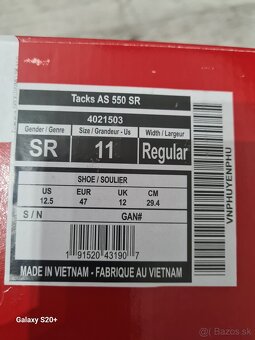 Tacks AS 550 SR
4021503
Gender / Genre Size / Grandeur - Us Width / Largeur
SR 11 Regular
SHOE / SOULIER
US EUR UK CM
12.5 47 12 29.4
S / N GAN#
1 91520 43190 7
MADE IN VIETNAM - FABRIQUE AU VIETNAM
VNPHUYENPHU
Galaxy S20+
bazos.sk